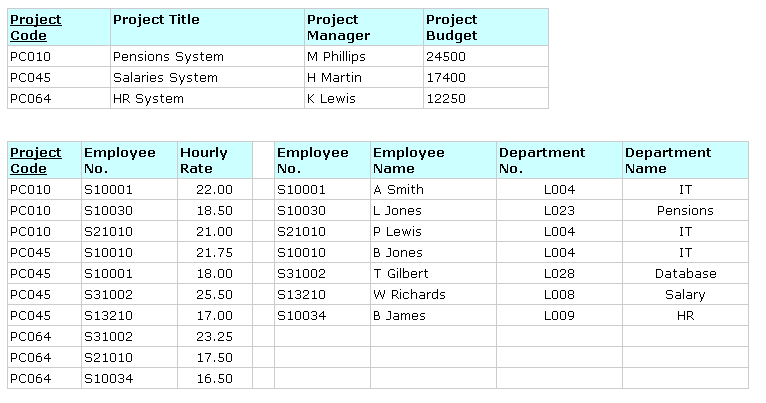 Project Code Project Title Project Manager Project Budget
PC010 Pensions System M Phillips 24500
PC045 Salaries System H Martin 17400
PC064 HR System K Lewis 12250
Project Code Employee No. Hourly Rate Employee No. Employee Name Department No. Department Name
PC010 S10001 22.00 S10001 A Smith L004 IT
PC010 S10030 18.50 S10030 L Jones L023 Pensions
PC010 S21010 21.00 S21010 P Lewis L004 IT
PC045 S10010 21.75 S10010 B Jones L004 IT
PC045 S10001 18.00 S31002 T Gilbert L028 Database
PC045 S31002 25.50 S13210 W Richards L008 Salary
PC045 S13210 17.00 S10034 B James L009 HR
PC064 S31002 23.25
PC064 S21010 17.50
PC064 S10034 16.50